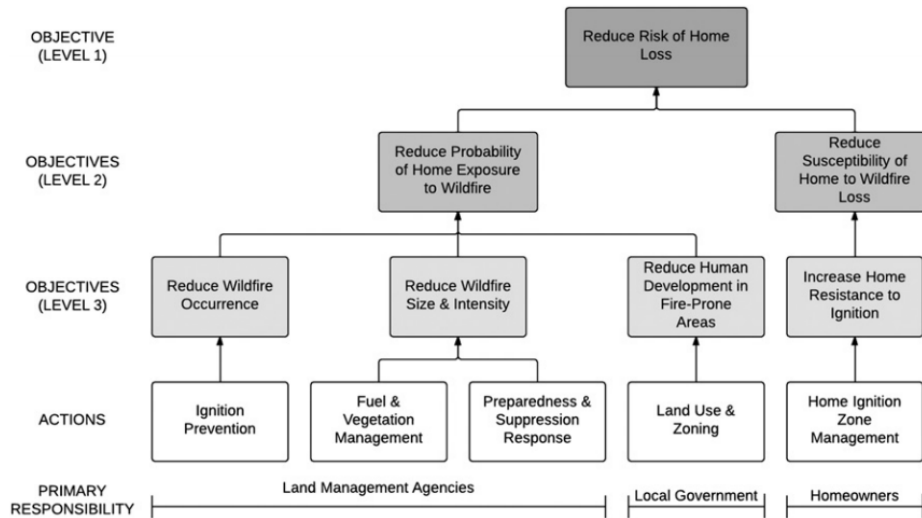 OBJECTIVE
(LEVEL 1)
Reduce Risk of Home
Loss
OBJECTIVES
(LEVEL 2)
Reduce Probability
of Home Exposure
to Wildfire
Reduce
Susceptibility of
Home to Wildfire
Loss
OBJECTIVES
(LEVEL 3)
Reduce Wildfire
Occurrence
Reduce Wildfire
Size & Intensity
Reduce Human
Development in
Fire-Prone
Areas
Increase Home
Resistance to
Ignition
ACTIONS
Ignition
Prevention
Fuel &
Vegetation
Management
Preparedness &
Suppression
Response
Land Use &
Zoning
Home Ignition
Zone
Management
PRIMARY
RESPONSIBILITY
Land Management Agencies
Local Government
Homeowners